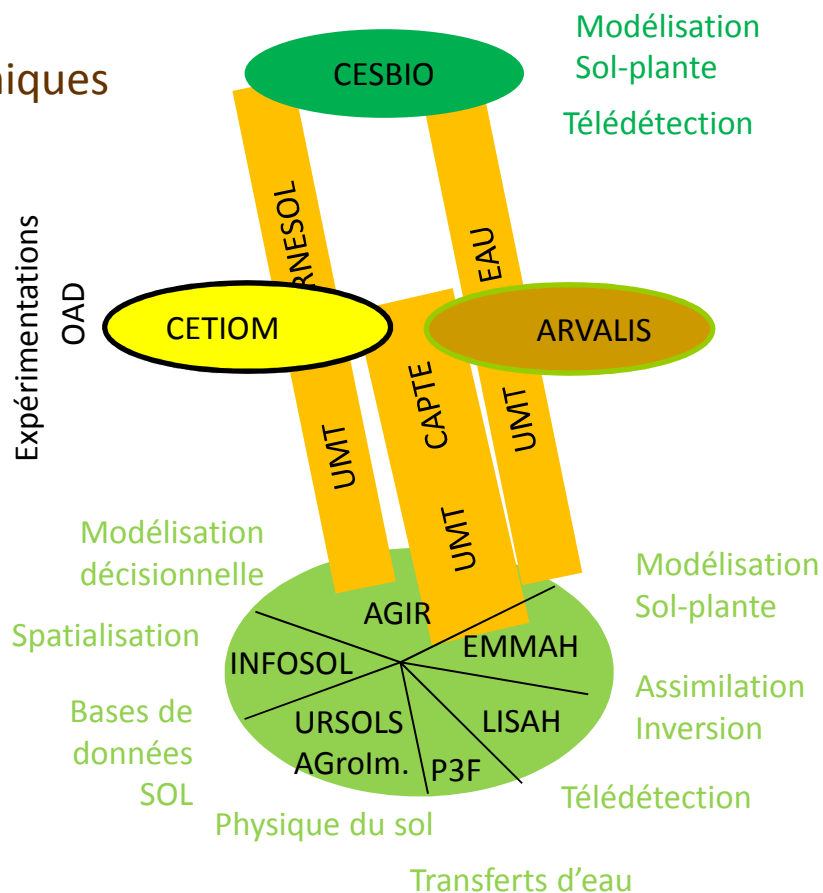 Modélisation
Sol-plante
Télédétection
niques
CESBIO
RNESOL
EAU
Expérimentations
OAD
CETIOM
ARVALIS
CAPTE
UMT
UMT
UMT
Modélisation
décisionnelle
Spatialisation
Bases de
données
SOL
Physique du sol
Transferts d'eau
Télédétection
Assimilation
Inversion
Modélisation
Sol-plante
AGIR
EMMAH
INFOSOL
LISAH
URSOLS
AGroIm.
P3F